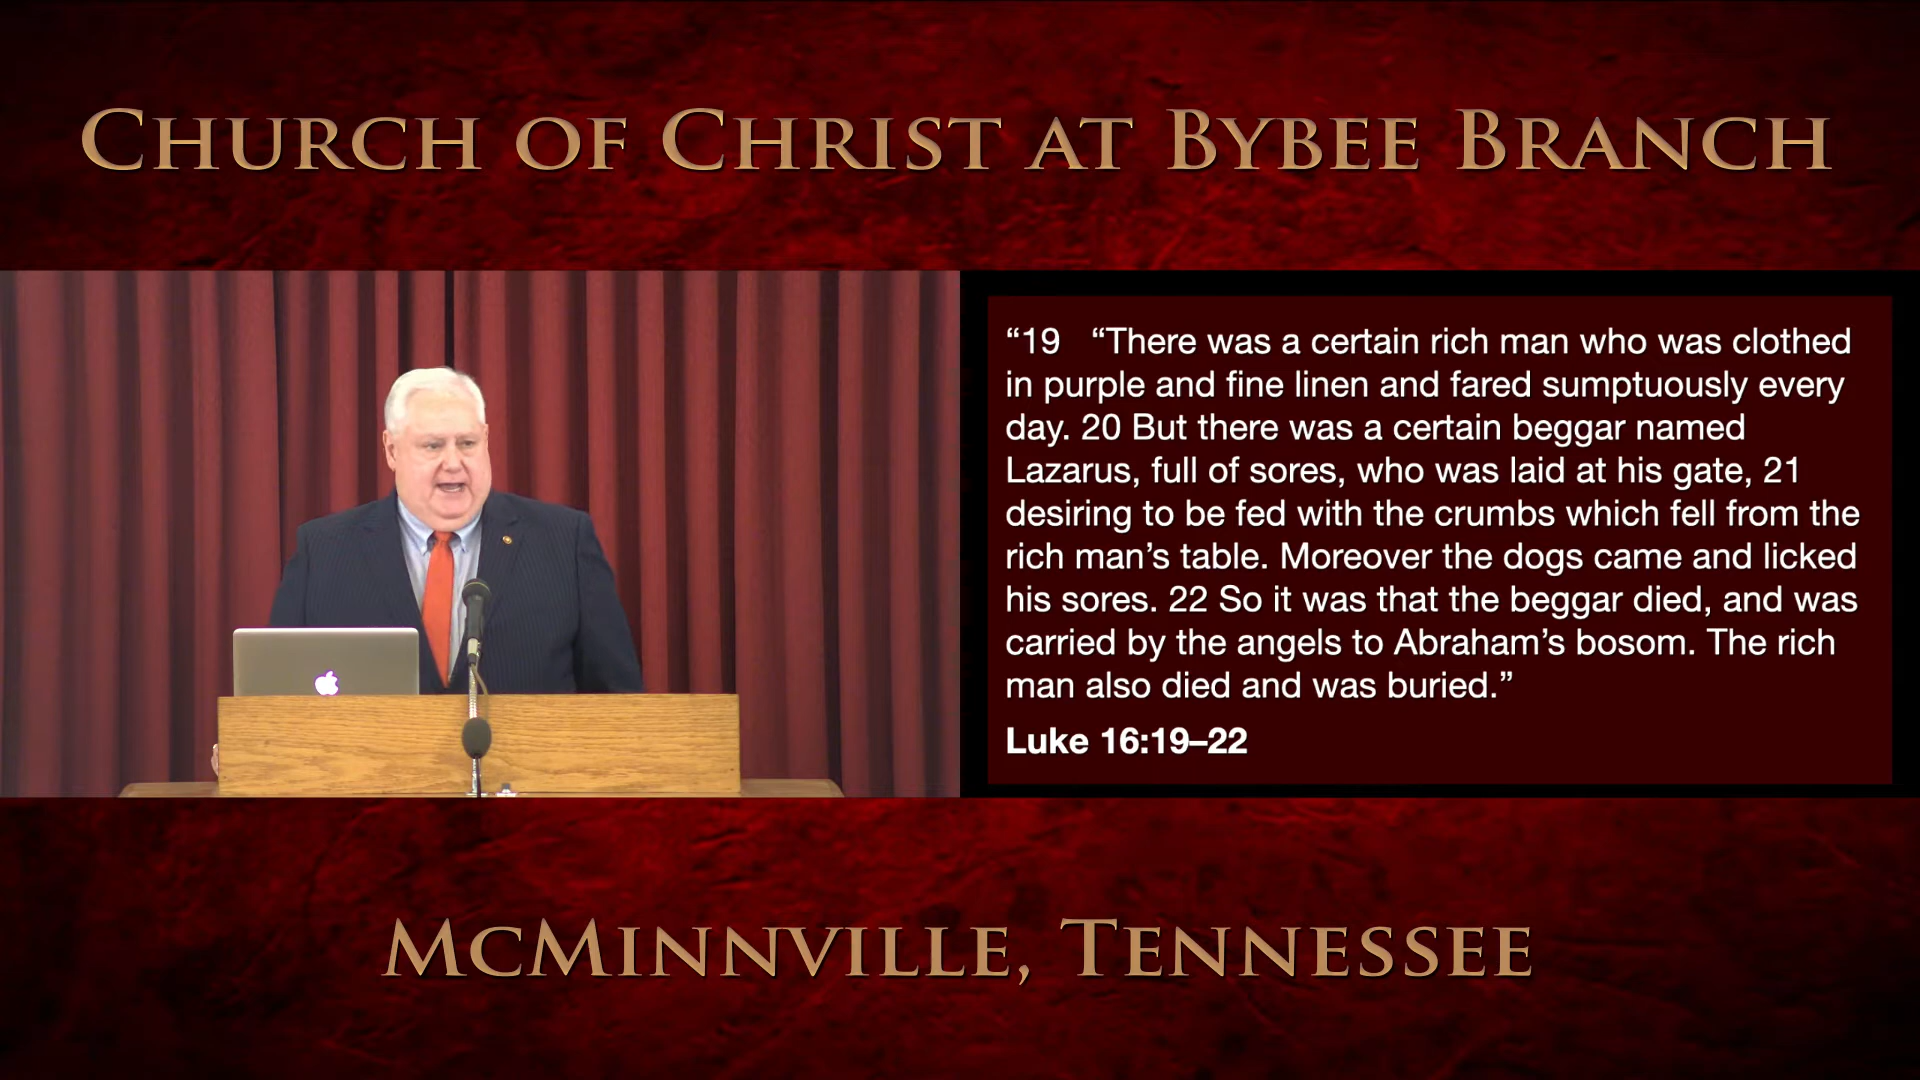 CHURCH OF CHRIST AT BYBEE BRANCH
“19 “There was a certain rich man who was clothed
in purple and fine linen and fared sumptuously every
day. 20 But there was a certain beggar named
Lazarus, full of sores, who was laid at his gate, 21
desiring to be fed with the crumbs which fell from the
rich man’s table. Moreover the dogs came and licked
his sores. 22 So it was that the beggar died, and was
carried by the angels to Abraham’s bosom. The rich
man also died and was buried.”
Luke 16:19–22
MCMINNVILLE, TENNESSEE